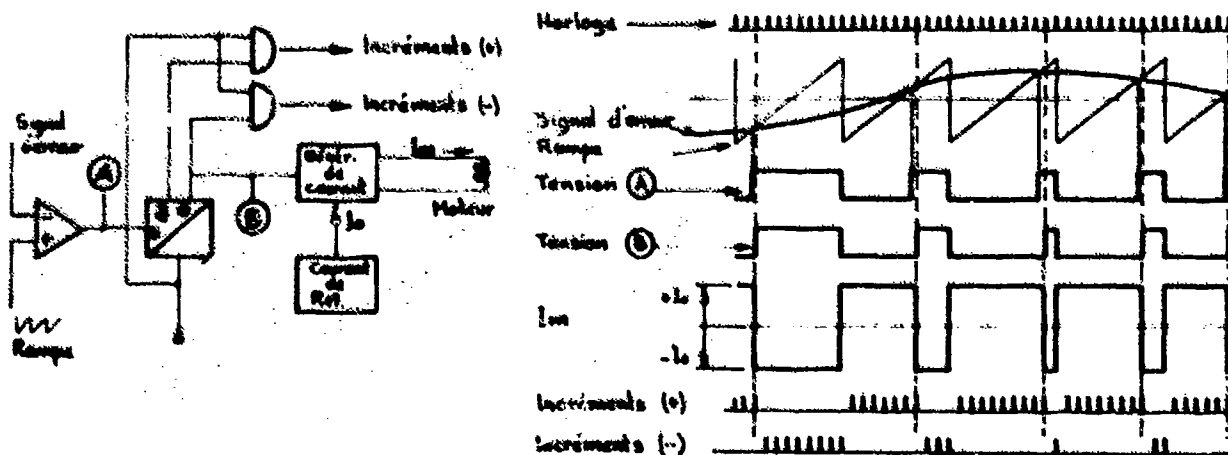 Incréments (+)
Incréments (-)
Signal
d'erreur
A
Génér.
de
courant
Im
Moteur
B
Io
Courant
de
Ref.
Rampe
Horloge
Signal d'erreur
Rampe
Tension A
Tension B
+Io
Im
-Io
Incréments (+)
Incréments (-)